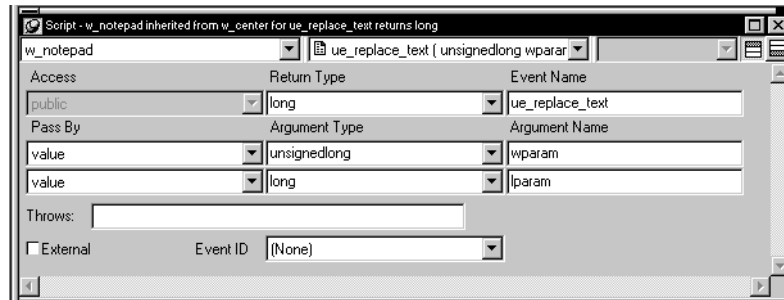 Script - w_notepad inherited from w_center for ue_replace_text returns long
w_notepad ue_replace_text ( unsignedlong wparar
Access Return Type Event Name
public long ue_replace_text
Pass By Argument Type Argument Name
value unsignedlong wparam
value long lparam
Throws:
External Event ID (None)